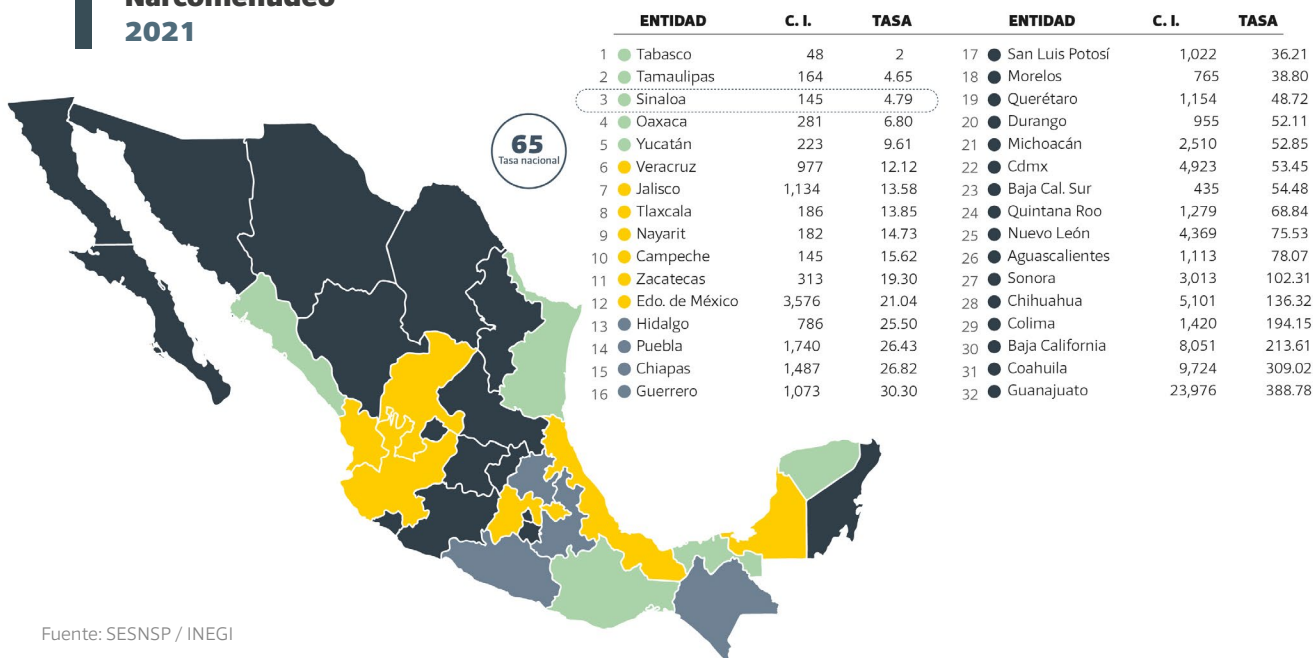 Narcomenudeo
2021
65
Tasa nacional
ENTIDAD C. I. TASA
1 Tabasco 48 2
2 Tamaulipas 164 4.65
3 Sinaloa 145 4.79
4 Oaxaca 281 6.80
5 Yucatán 223 9.61
6 Veracruz 977 12.12
7 Jalisco 1,134 13.58
8 Tlaxcala 186 13.85
9 Nayarit 182 14.73
10 Campeche 145 15.62
11 Zacatecas 313 19.30
12 Edo. de México 3,576 21.04
13 Hidalgo 786 25.50
14 Puebla 1,740 26.43
15 Chiapas 1,487 26.82
16 Guerrero 1,073 30.30
ENTIDAD C. I. TASA
17 San Luis Potosí 1,022 36.21
18 Morelos 765 38.80
19 Querétaro 1,154 48.72
20 Durango 955 52.11
21 Michoacán 2,510 52.85
22 Cdmx 4,923 53.45
23 Baja Cal. Sur 435 54.48
24 Quintana Roo 1,279 68.84
25 Nuevo León 4,369 75.53
26 Aguascalientes 1,113 78.07
27 Sonora 3,013 102.31
28 Chihuahua 5,101 136.32
29 Colima 1,420 194.15
30 Baja California 8,051 213.61
31 Coahuila 9,724 309.02
32 Guanajuato 23,976 388.78
Fuente: SESNSP / INEGI